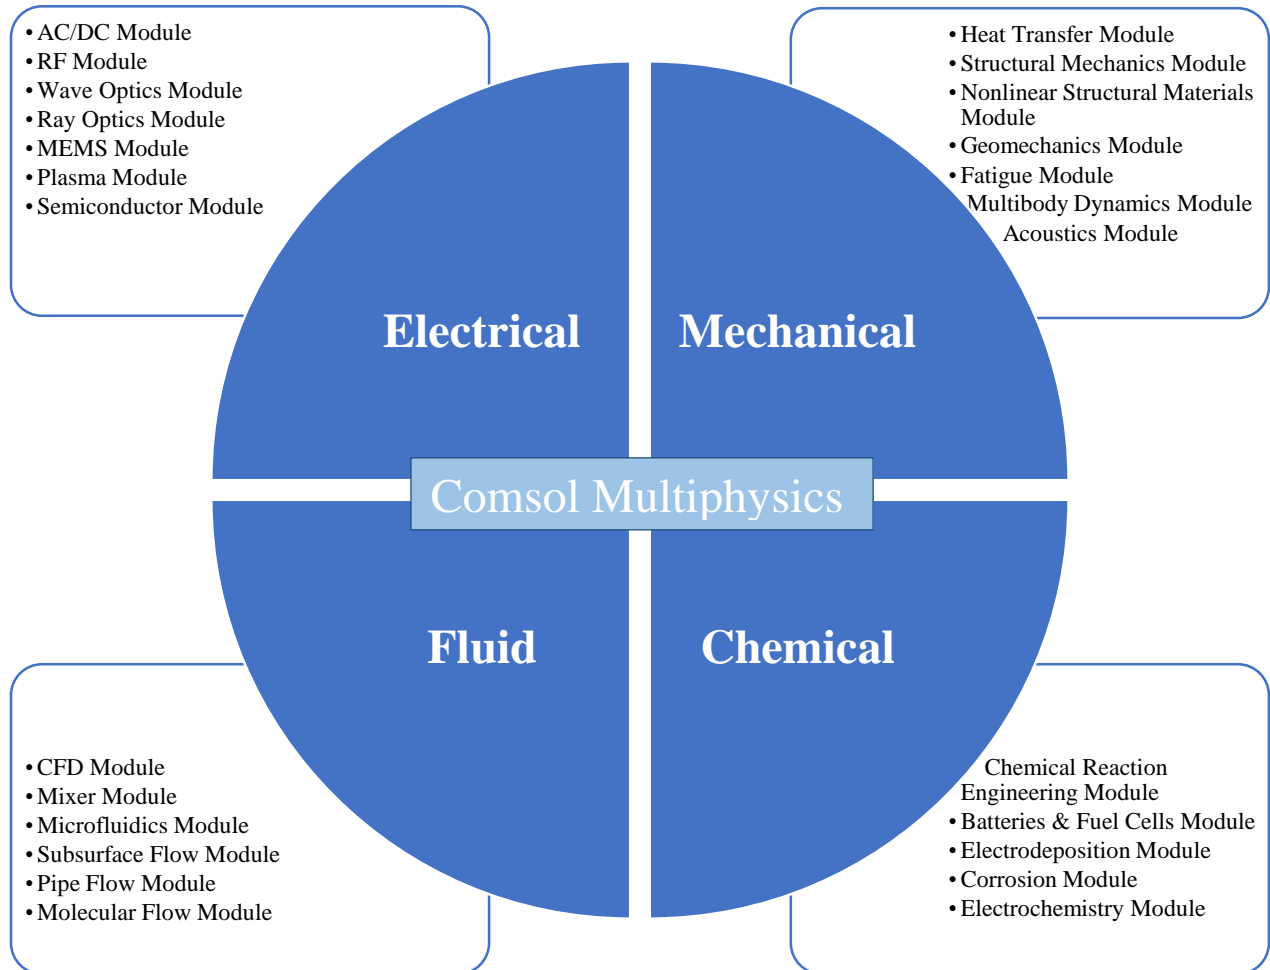 • AC/DC Module
• RF Module
• Wave Optics Module
• Ray Optics Module
• MEMS Module
• Plasma Module
• Semiconductor Module
• Heat Transfer Module
• Structural Mechanics Module
• Nonlinear Structural Materials
Module
• Geomechanics Module
• Fatigue Module
Multibody Dynamics Module
Acoustics Module
Electrical
Mechanical
Comsol Multiphysics
Fluid
Chemical
• CFD Module
• Mixer Module
• Microfluidics Module
• Subsurface Flow Module
• Pipe Flow Module
• Molecular Flow Module
Chemical Reaction
Engineering Module
• Batteries & Fuel Cells Module
• Electrodeposition Module
• Corrosion Module
• Electrochemistry Module